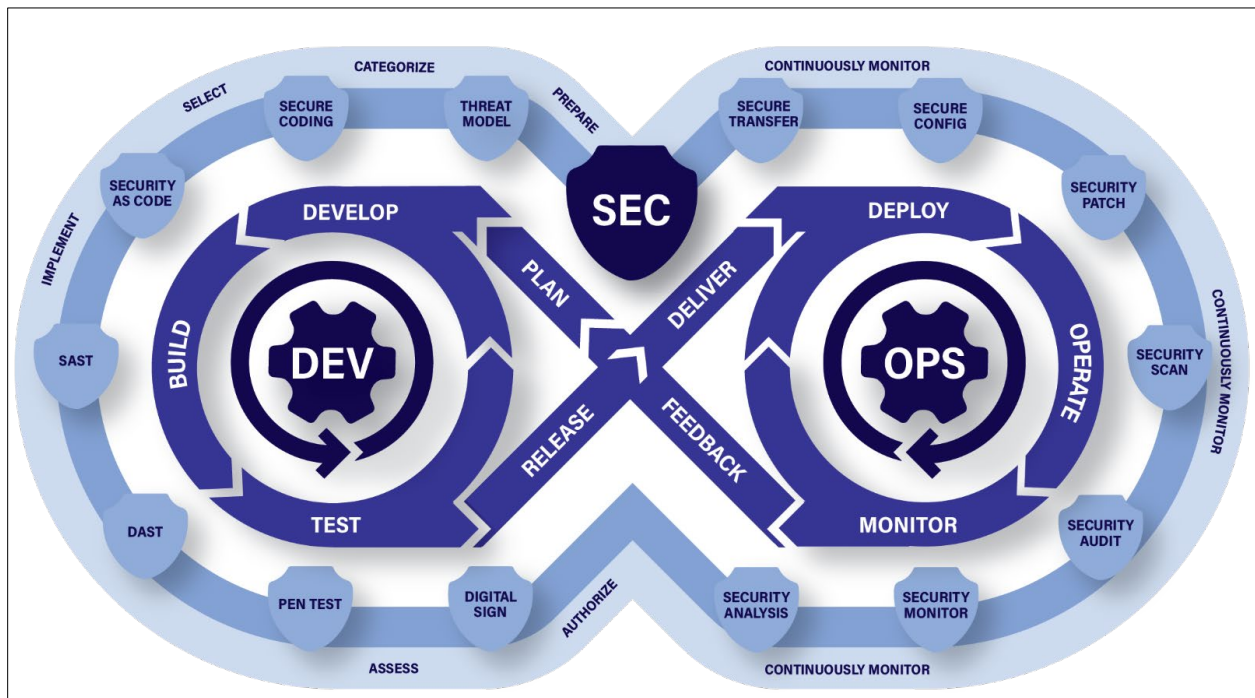 CATEGORIZE
CONTINUOUSLY MONITOR
SELECT
PREPARE
SECURE
CODING
THREAT
MODEL
SECURE
TRANSFER
SECURE
CONFIG
SECURITY
AS CODE
SECURITY
PATCH
SEC
DEVELOP
DEPLOY
IMPLEMENT
PLAN
DELIVER
BUILD
DEV
OPS
OPERATE
SAST
SECURITY
SCAN
CONTINUOUSLY MONITOR
RELEASE
FEEDBACK
TEST
MONITOR
DAST
SECURITY
AUDIT
PEN TEST
DIGITAL
SIGN
AUTHORIZE
SECURITY
ANALYSIS
SECURITY
MONITOR
ASSESS
CONTINUOUSLY MONITOR